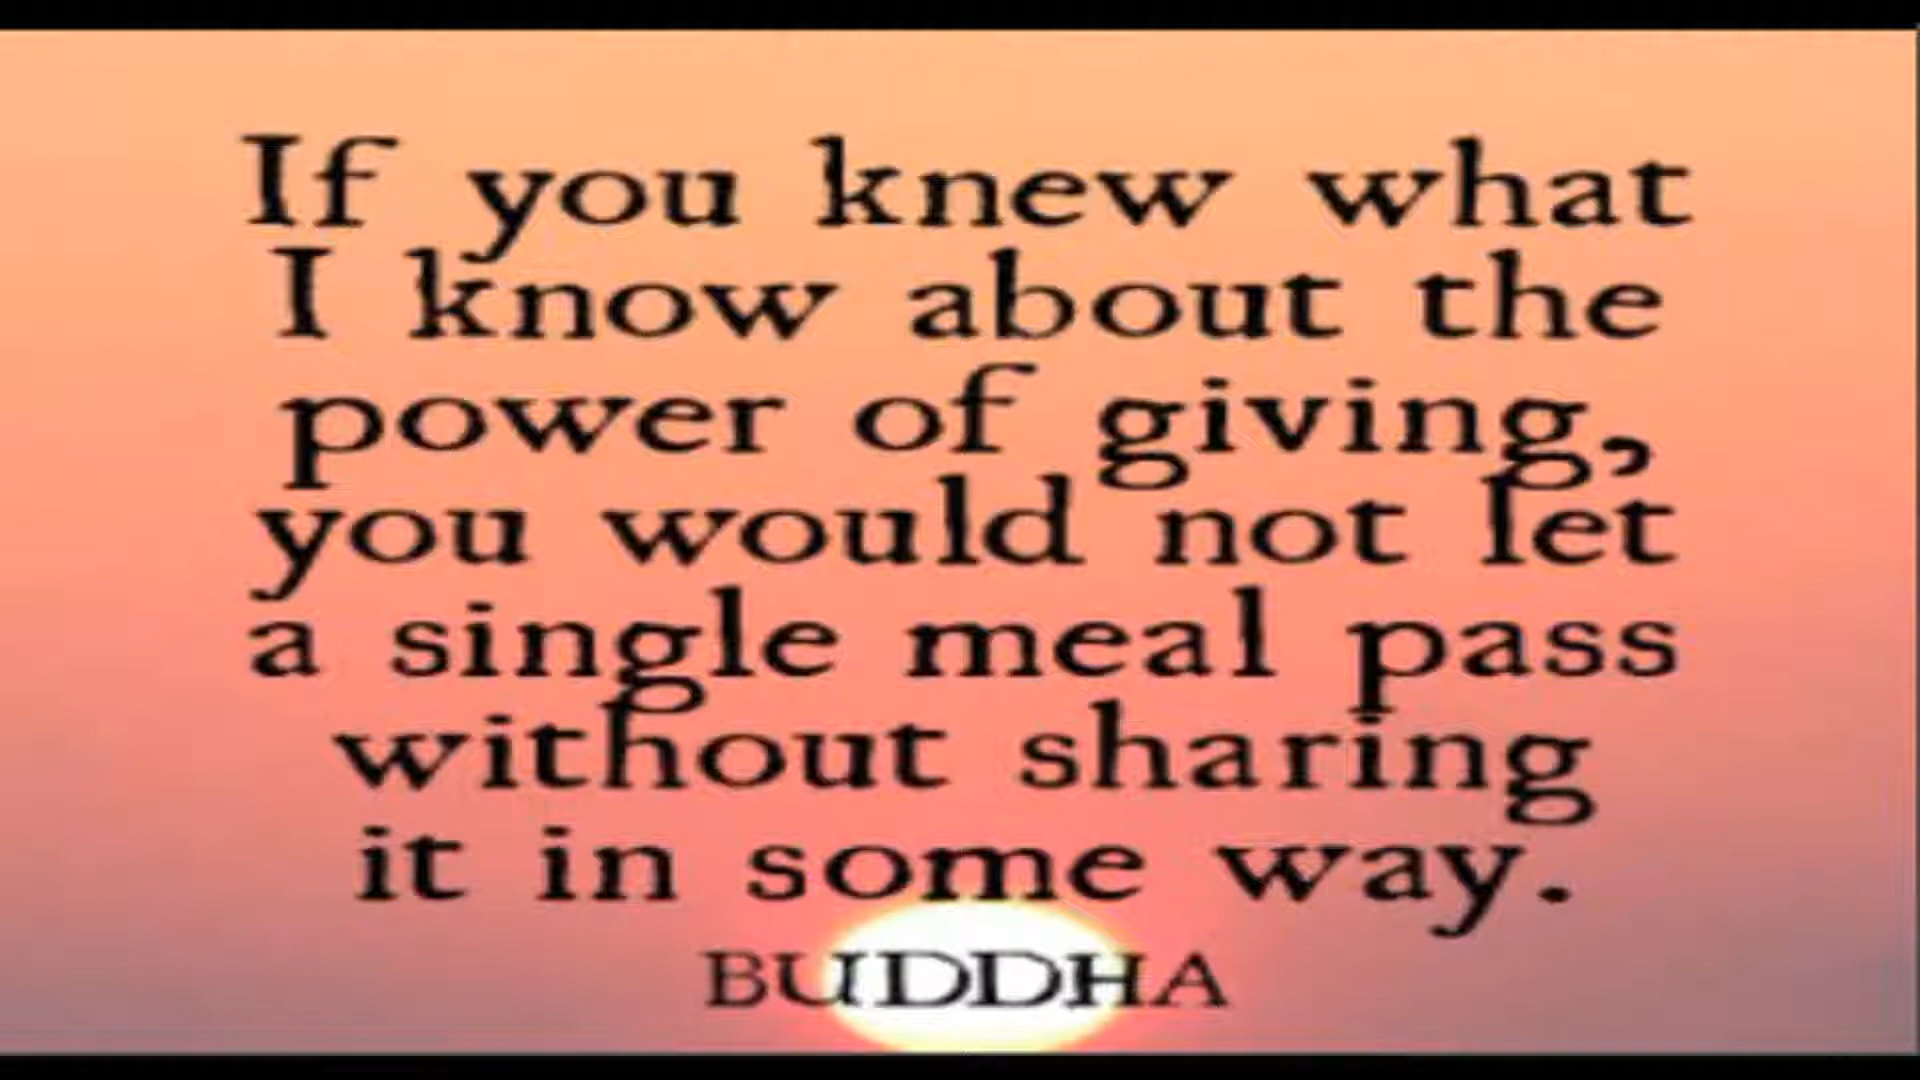 If you knew what
I know about the
power of giving,
you would not let
a single meal pass
without sharing
it in some way.
BUDDHA